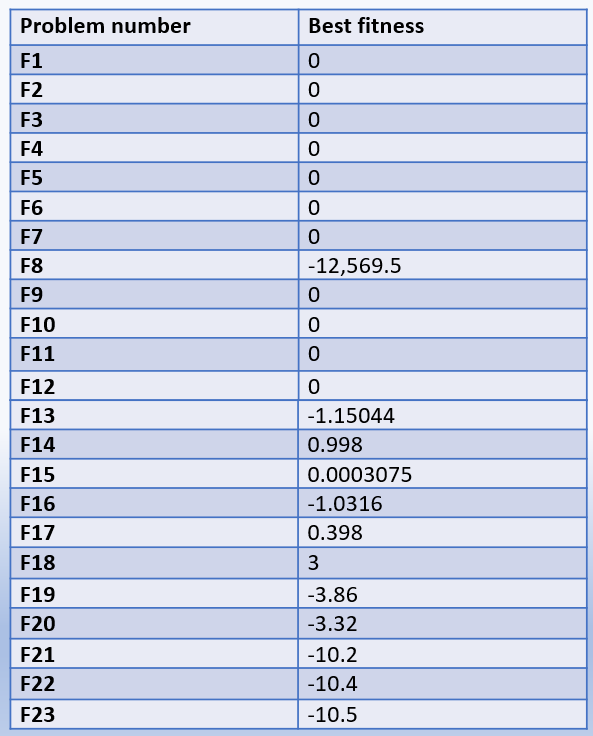 Problem number Best fitness
F1 0
F2 0
F3 0
F4 0
F5 0
F6 0
F7 0
F8 -12,569.5
F9 0
F10 0
F11 0
F12 0
F13 -1.15044
F14 0.998
F15 0.0003075
F16 -1.0316
F17 0.398
F18 3
F19 -3.86
F20 -3.32
F21 -10.2
F22 -10.4
F23 -10.5